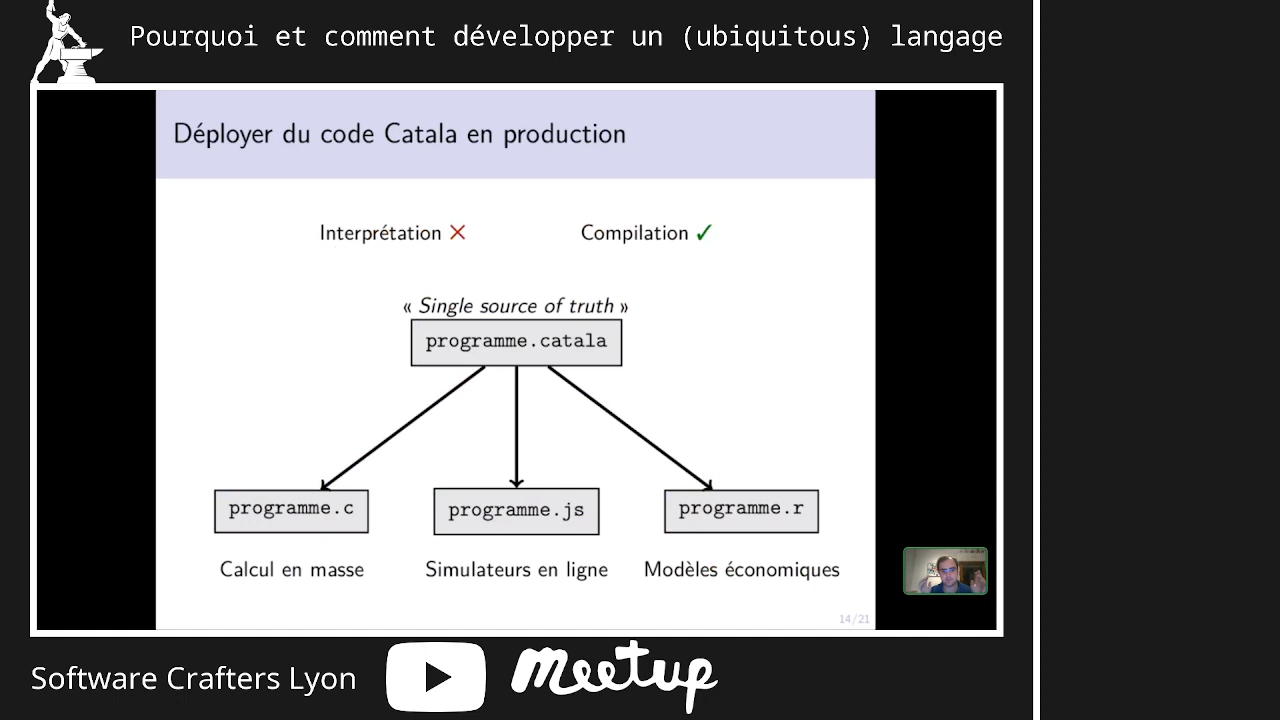 Pourquoi et comment développer un (ubiquitous) langage
Déployer du code Catala en production
Interprétation ✕ Compilation ✓
« Single source of truth »
programme.catala
programme.c programme.js programme.r
Calcul en masse Simulateurs en ligne Modèles économiques
14/21
Software Crafters Lyon Meetup